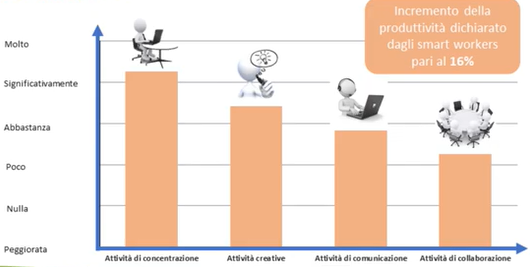 Incremento della
produttività dichiarato
dagli smart workers
pari al 16%
Molto
Significativamente
Abbastanza
Poco
Nulla
Peggiorata
Attività di concentrazione
Attività creative
Attività di comunicazione
Attività di collaborazione